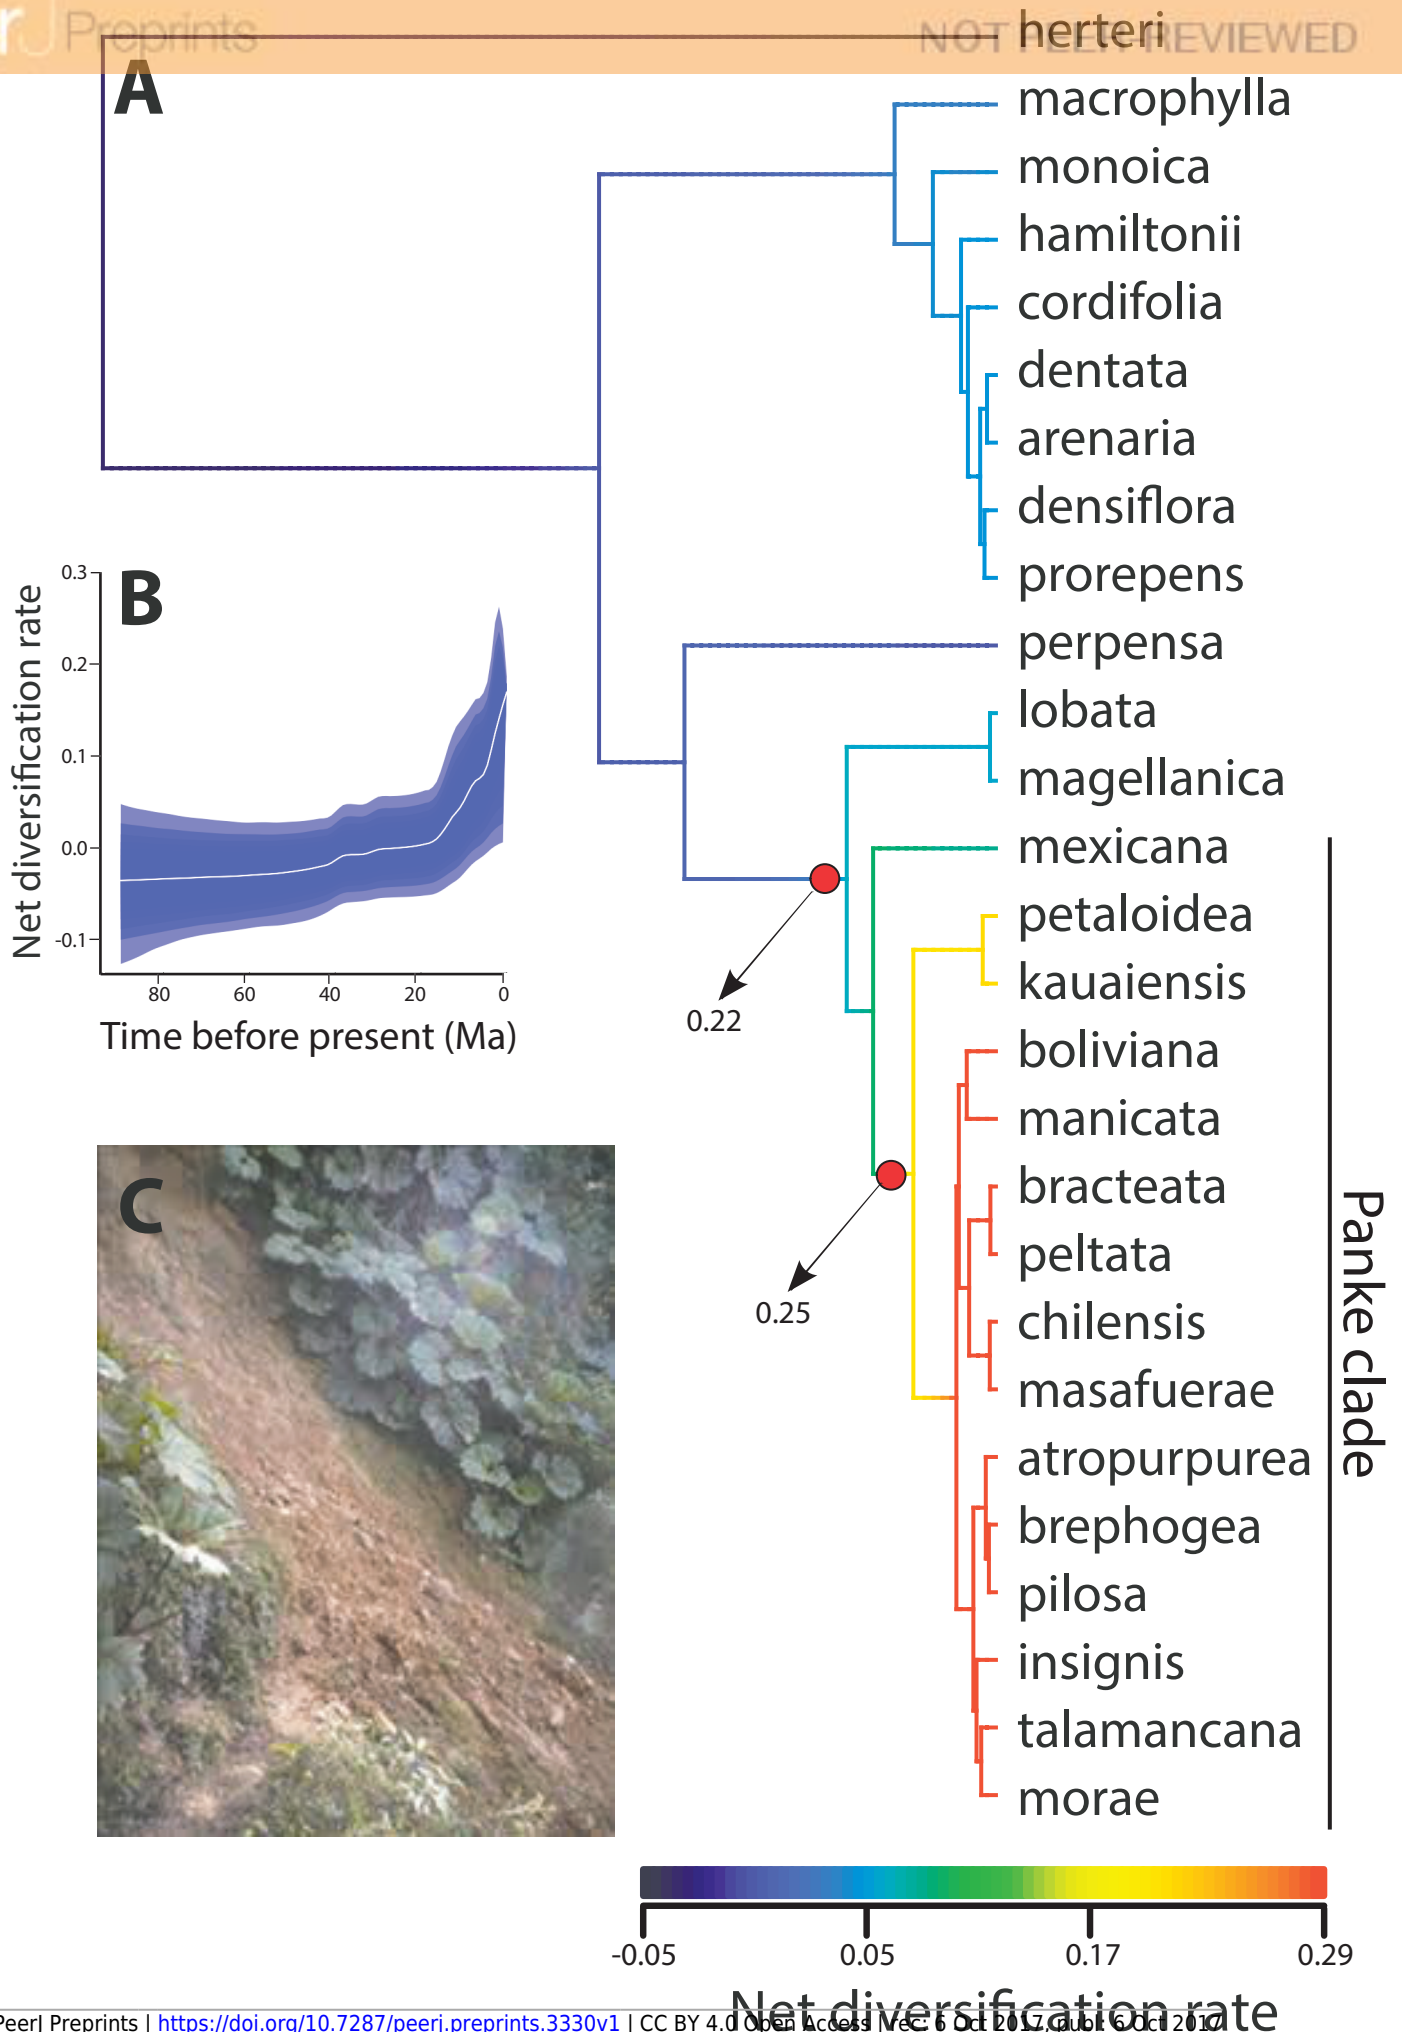 rJ Preprints
NOT PEER-REVIEWED
herteri
A
macrophylla
monoica
hamiltonii
cordifolia
dentata
arenaria
densiflora
prorepens
perpensa
lobata
magellanica
mexicana
petaloidea
kauaiensis
boliviana
manicata
bracteata
peltata
chilensis
masafuerae
atropurpurea
brephogea
pilosa
insignis
talamancana
morae
Panke clade
0.22
0.25
B
Net diversification rate
0.3
0.2
0.1
0.0
-0.1
80 60 40 20 0
Time before present (Ma)
C
-0.05 0.05 0.17 0.29
Net diversification rate
PeerJ Preprints | https://doi.org/10.7287/peerj.preprints.3330v1 | CC BY 4.0 Open Access | rec: 6 Oct 2017, publ: 6 Oct 2017